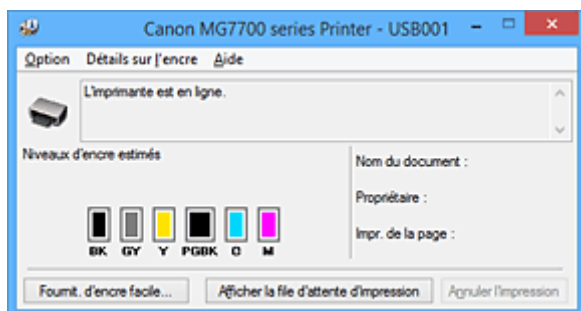 Canon MG7700 series Printer - USB001
Option Détails sur l'encre Aide
L'imprimante est en ligne.
Niveaux d'encre estimés
Nom du document :
Propriétaire :
Impr. de la page :
BK GY Y PGBK C M
Fournit. d'encre facile... Afficher la file d'attente d'impression Annuler l'impression